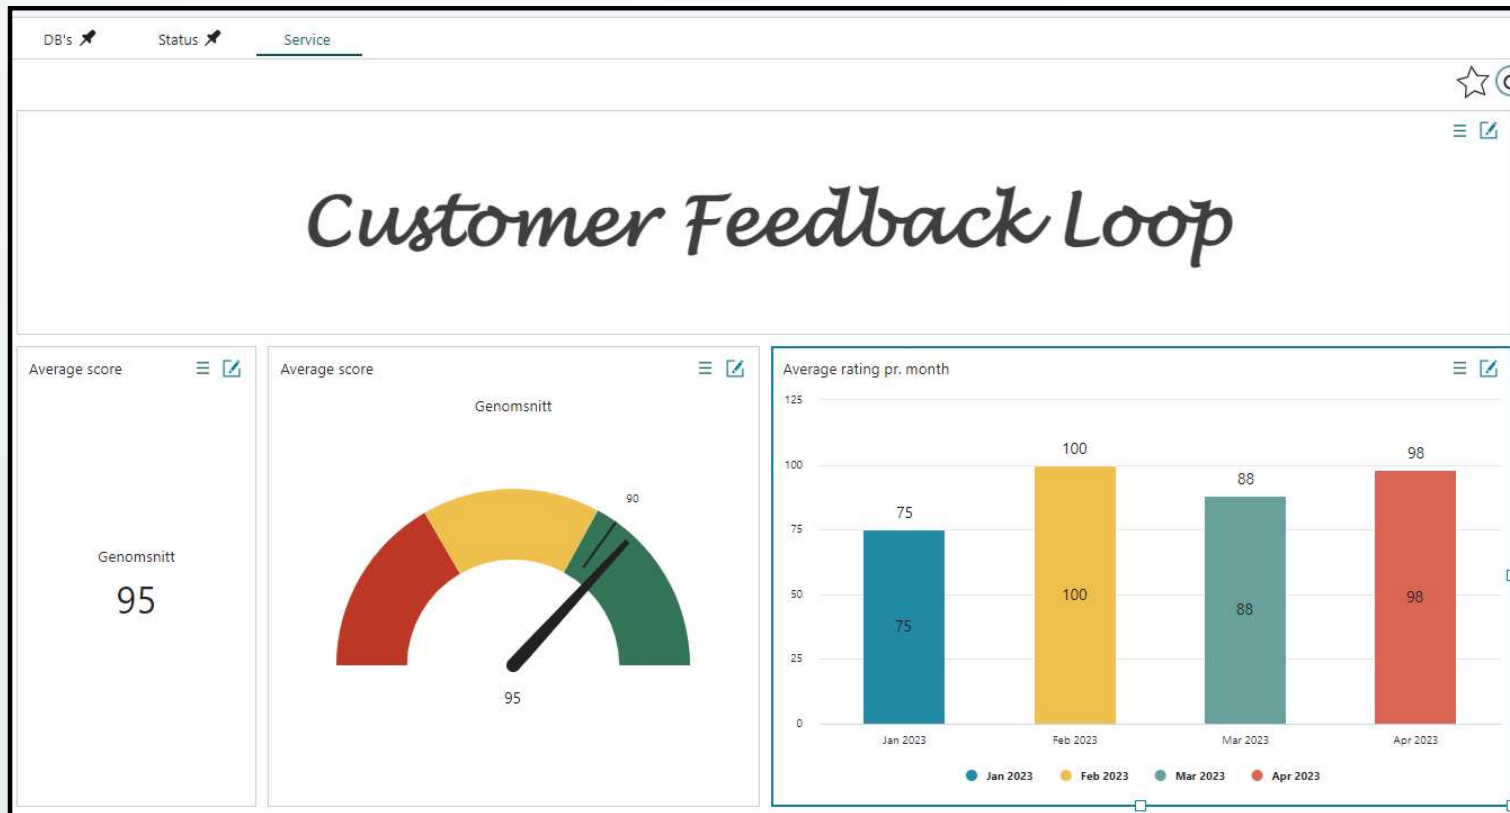 DB's
Status
Service
Customer Feedback Loop
Average score
Genomsnitt
95
Average score
Genomsnitt
90
95
Average rating pr. month
125
100
75
50
25
0
75
100
88
98
75
100
88
98
Jan 2023
Feb 2023
Mar 2023
Apr 2023
Jan 2023
Feb 2023
Mar 2023
Apr 2023